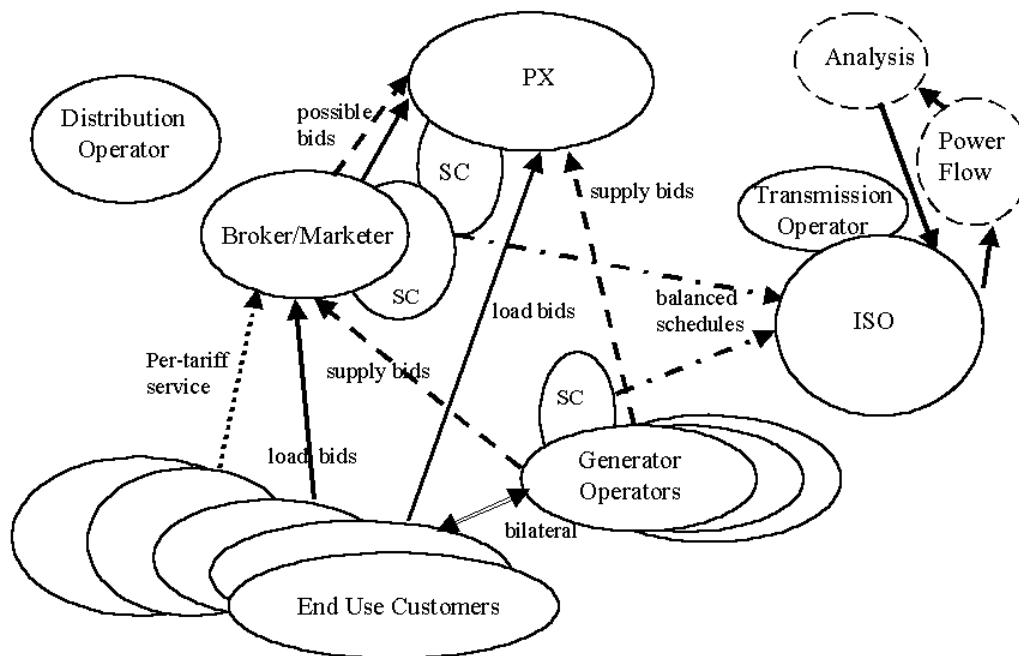 PX
Analysis
possible
bids
Distribution
Operator
Power
Flow
SC
supply bids
Transmission
Operator
Broker/Marketer
SC
load bids
balanced
schedules
ISO
Per-tariff
service
supply bids
SC
load bids
Generator
Operators
bilateral
End Use Customers